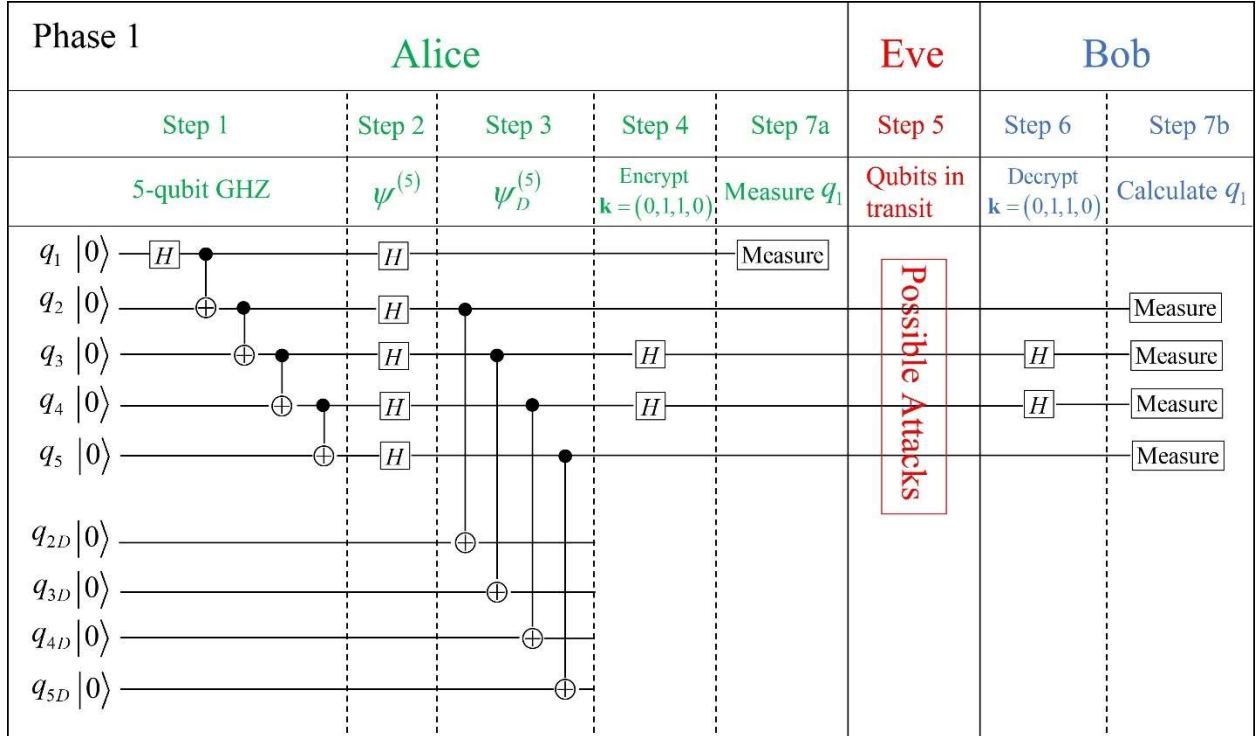 Phase 1
Alice Eve Bob
Step 1 Step 2 Step 3 Step 4 Step 7a Step 5 Step 6 Step 7b
5-qubit GHZ ψ^(5) ψ_D^(5) Encrypt k = (0,1,1,0) Measure q₁ Qubits in transit Decrypt k = (0,1,1,0) Calculate q₁
q₁ |0⟩ H H Measure
q₂ |0⟩ H Measure
q₃ |0⟩ H H H Measure
q₄ |0⟩ H H H Measure
q₅ |0⟩ H Measure
Possible Attacks
q₂D |0⟩
q₃D |0⟩
q₄D |0⟩
q₅D |0⟩